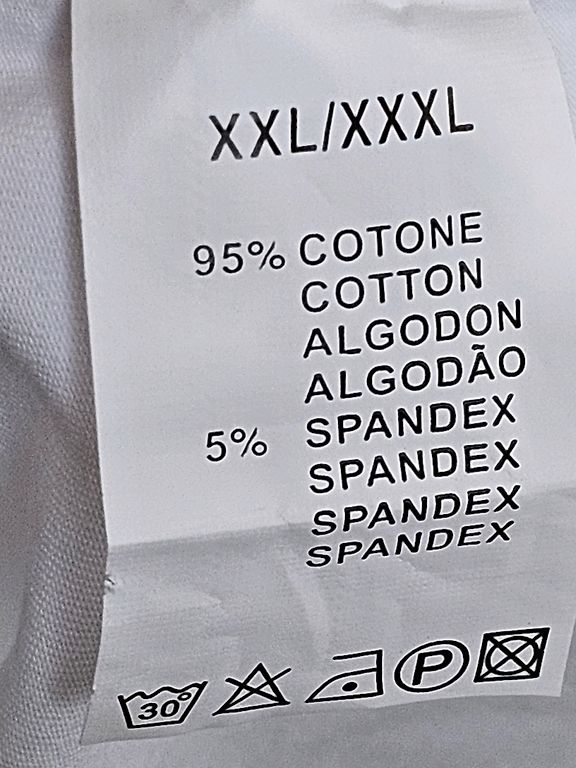 XXL/XXXL
95% COTONE
COTTON
ALGODON
ALGODÃO
5% SPANDEX
SPANDEX
SPANDEX
SPANDEX
30° P